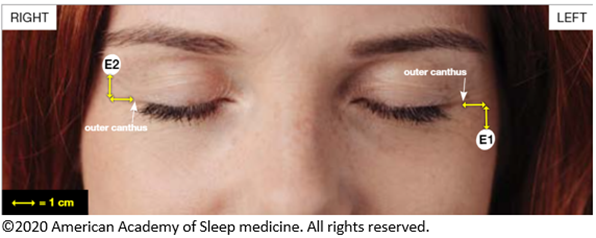 RIGHT
LEFT
E2
outer canthus
outer canthus
E1
= 1 cm
©2020 American Academy of Sleep medicine. All rights reserved.